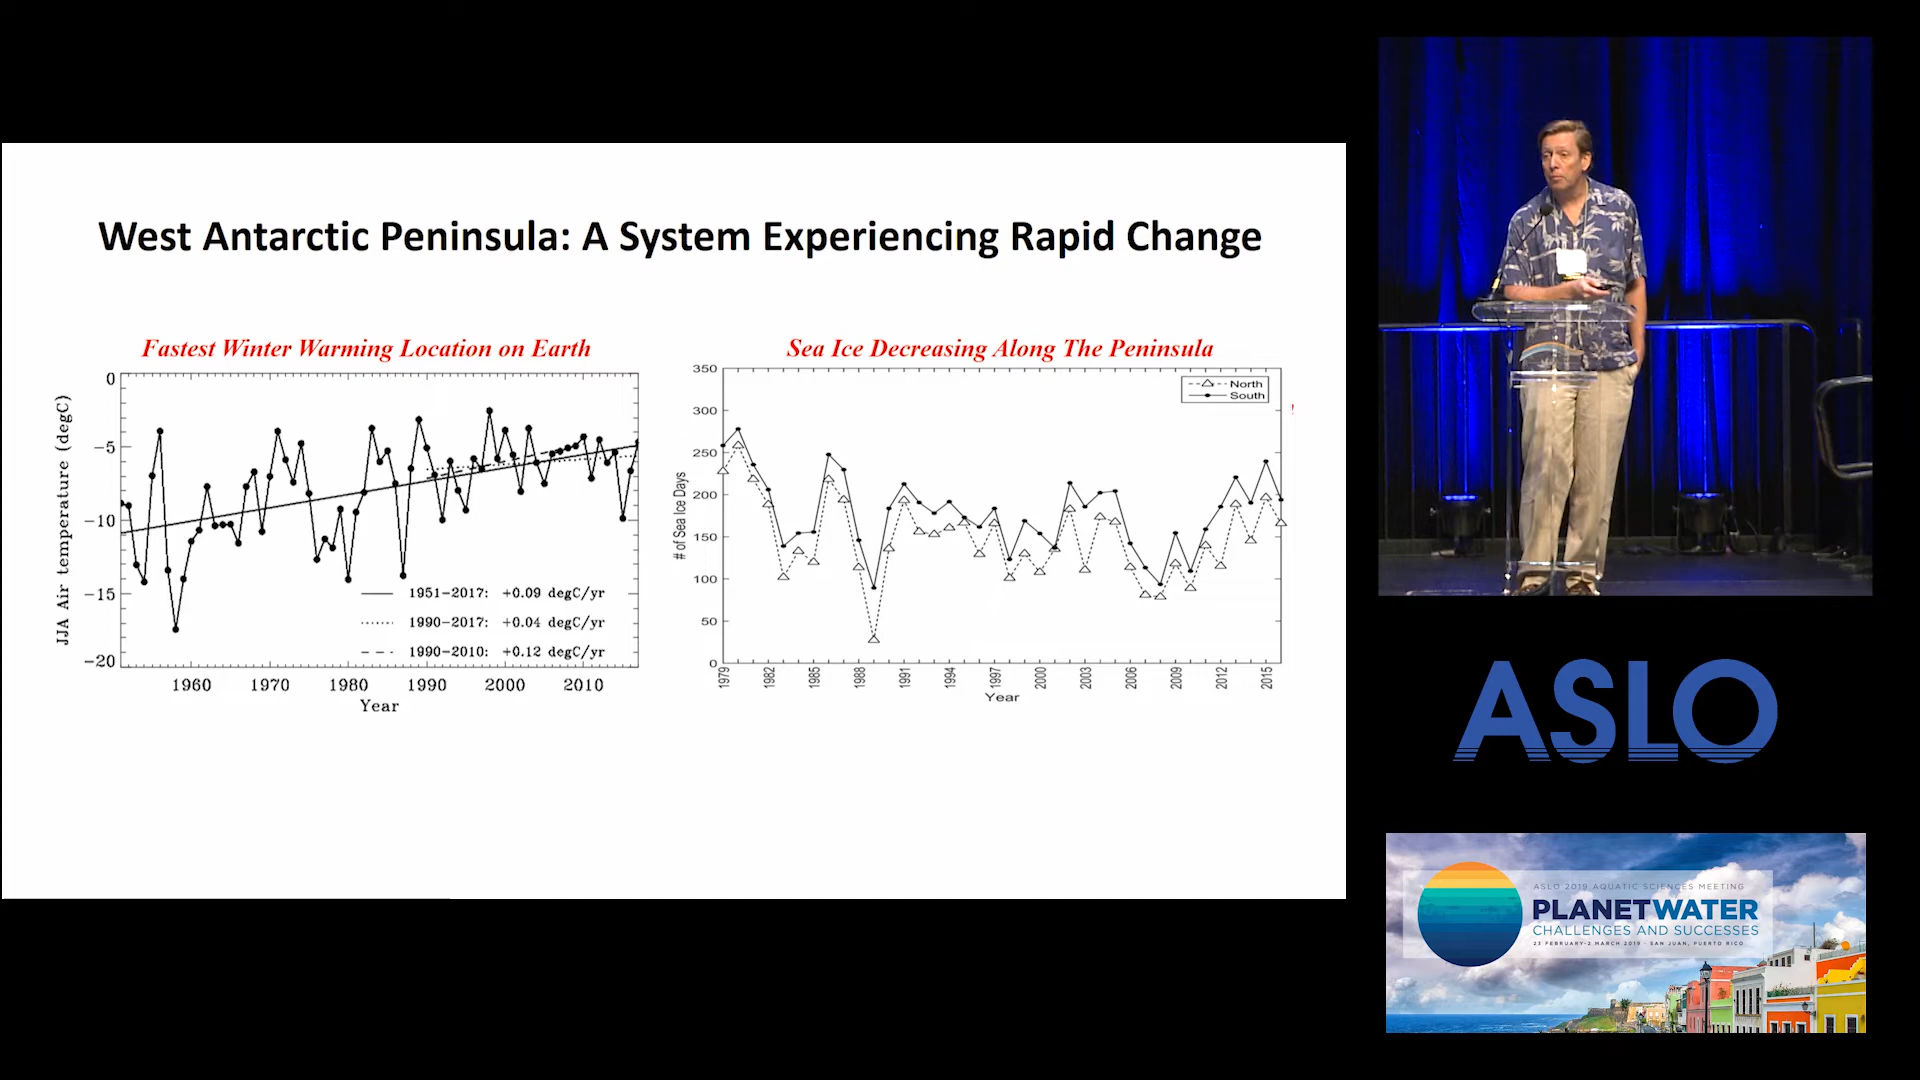 West Antarctic Peninsula: A System Experiencing Rapid Change
Fastest Winter Warming Location on Earth
0
−5
−10
−15
−20
JJA Air temperature (degC)
1951−2017: +0.09 degC/yr
1990−2017: +0.04 degC/yr
1990−2010: +0.12 degC/yr
1960 1970 1980 1990 2000 2010
Year
Sea Ice Decreasing Along The Peninsula
350
300
250
200
150
100
50
0
# of Sea Ice Days
North
South
1979 1982 1985 1988 1991 1994 1997 2000 2003 2006 2009 2012 2015
Year
ASLO
ASLO 2019 AQUATIC SCIENCES MEETING
PLANETWATER
CHALLENGES AND SUCCESSES
23 FEBRUARY-2 MARCH 2019 · SAN JUAN, PUERTO RICO